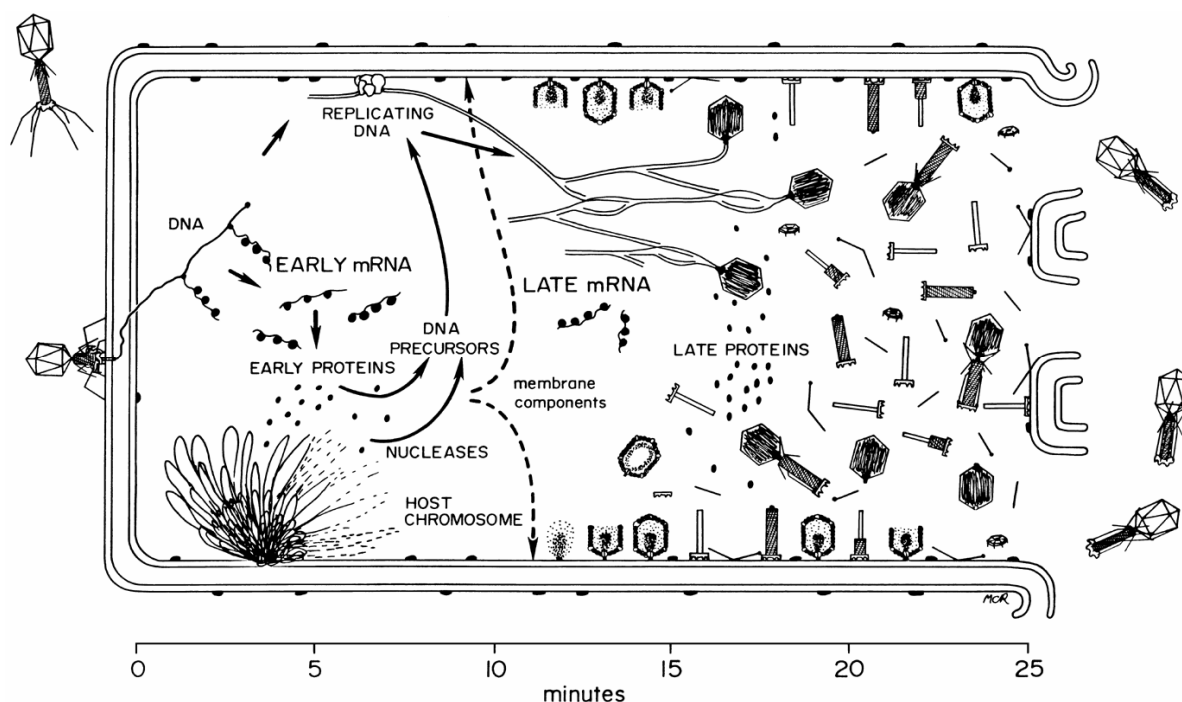 REPLICATING
DNA
DNA
EARLY mRNA
LATE mRNA
DNA
PRECURSORS
EARLY PROTEINS
LATE PROTEINS
membrane
components
NUCLEASES
HOST
CHROMOSOME
MCR
0 5 10 15 20 25
minutes